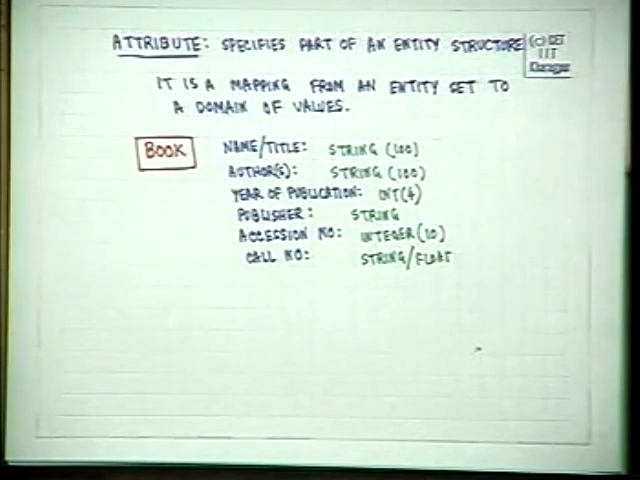 ATTRIBUTE: SPECIFIES PART OF AN ENTITY STRUCTURE
(C) CET
IIT
IT IS A MAPPING FROM AN ENTITY SET TO
A DOMAIN OF VALUES.
BOOK
NAME/TITLE: STRING (100)
AUTHOR(S): STRING (100)
YEAR OF PUBLICATION: INT(4)
PUBLISHER: STRING
ACCESSION NO: INTEGER(10)
CALL NO: STRING/FLOAT